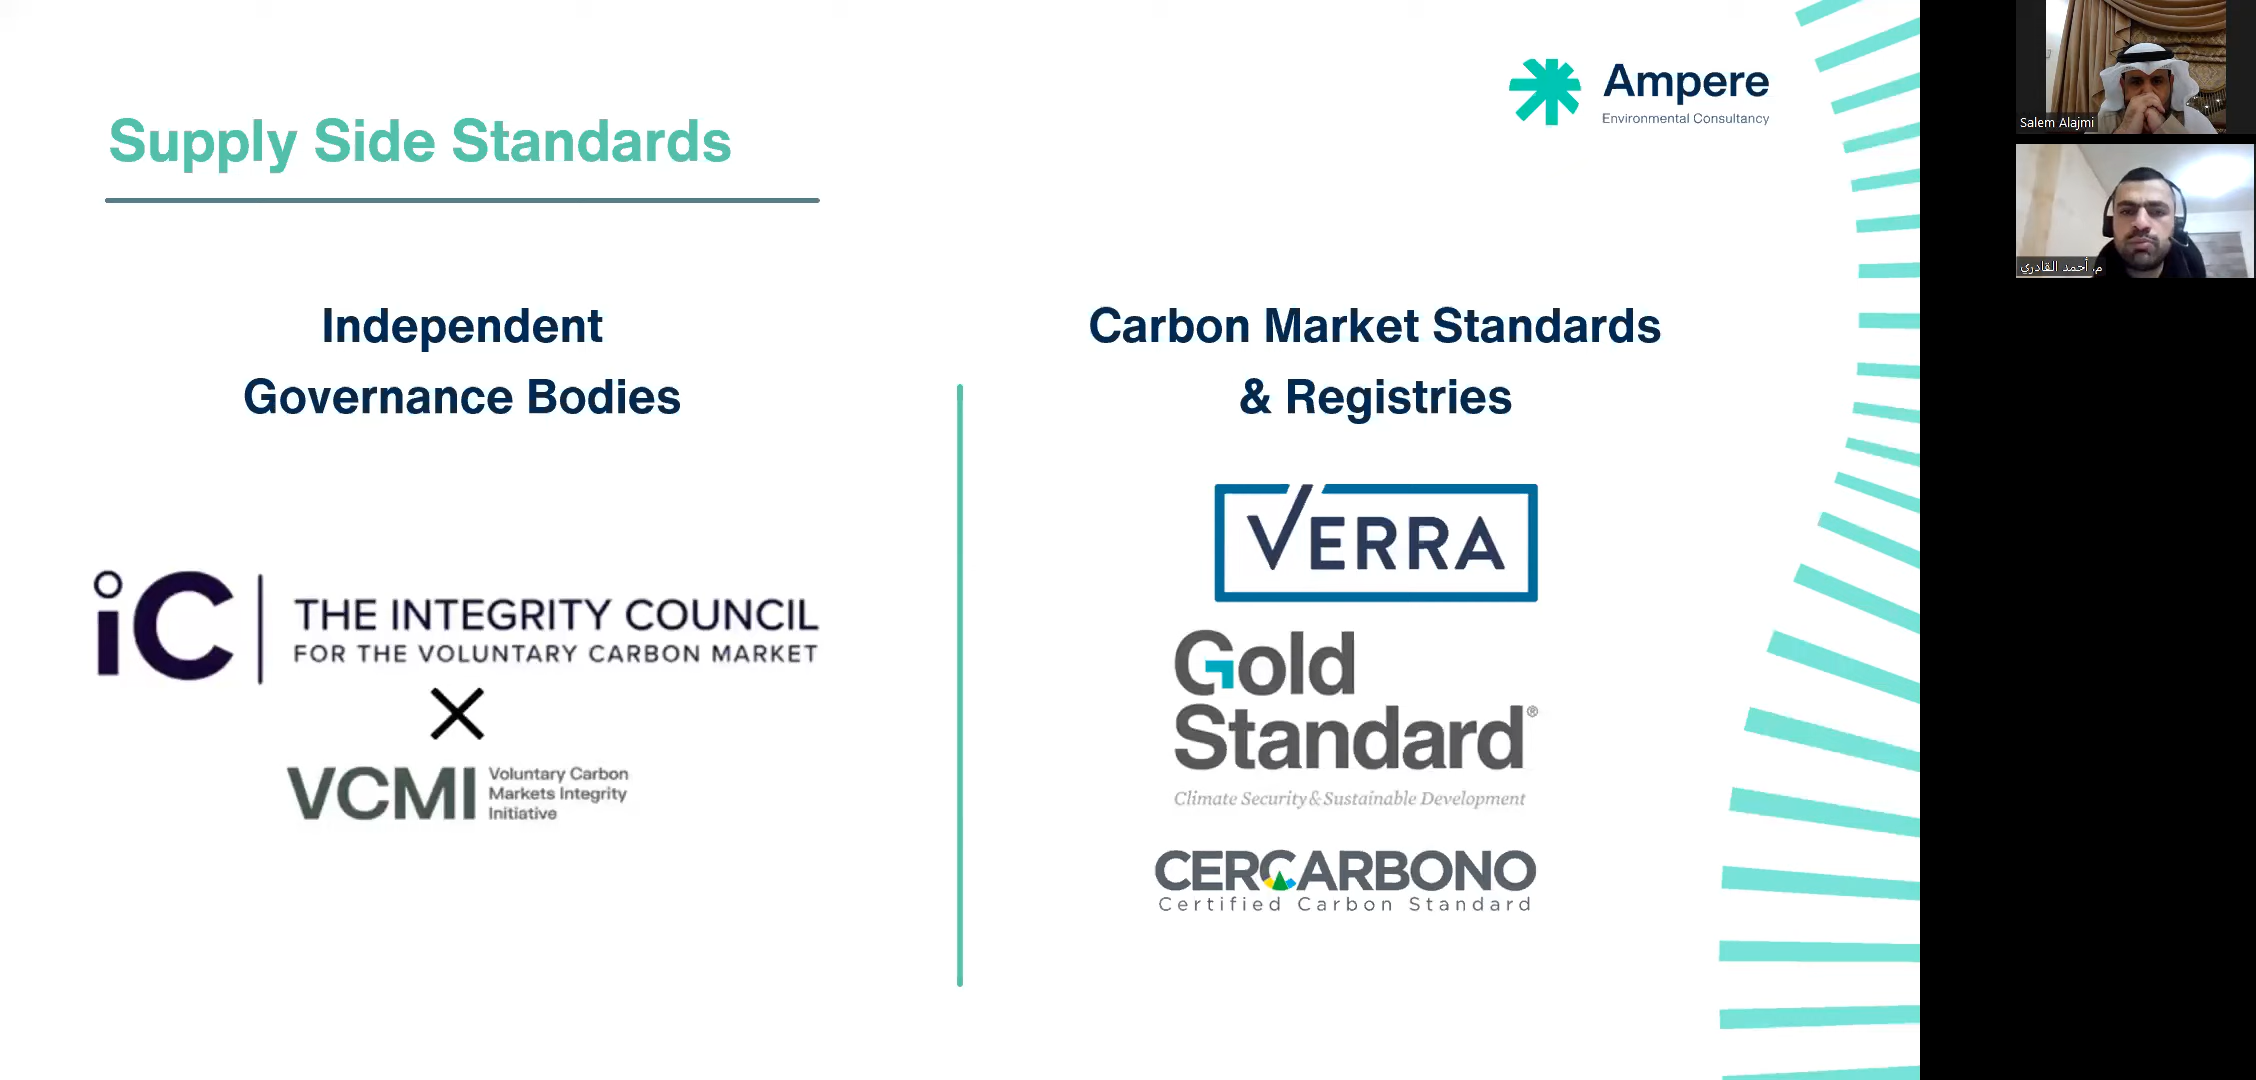 Ampere
Environmental Consultancy
Supply Side Standards
Independent
Governance Bodies
iC THE INTEGRITY COUNCIL
FOR THE VOLUNTARY CARBON MARKET
VCMI Voluntary Carbon
Markets Integrity
Initiative
Carbon Market Standards
& Registries
VERRA
Gold
Standard®
Climate Security & Sustainable Development
CERCARBONO
Certified Carbon Standard
Salem Alajmi
م. أحمد القادري